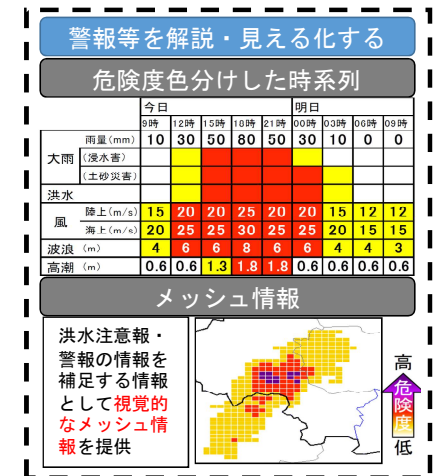 警報等を解説・見える化する
危険度色分けした時系列
今日 明日
9時 12時 15時 18時 21時 00時 03時 06時 09時
雨量(mm) 10 30 50 80 50 30 10 0 0
大雨 (浸水害)
(土砂災害)
洪水
風 陸上(m/s) 15 20 20 25 20 20 15 12 12
海上(m/s) 20 25 25 30 25 25 20 15 15
波浪 (m) 4 6 6 8 6 6 4 4 3
高潮 (m) 0.6 0.6 1.3 1.8 1.8 0.6 0.6 0.6 0.6
メッシュ情報
洪水注意報・
警報の情報を
補足する情報
として視覚的
なメッシュ情
報を提供
高
危険度
低